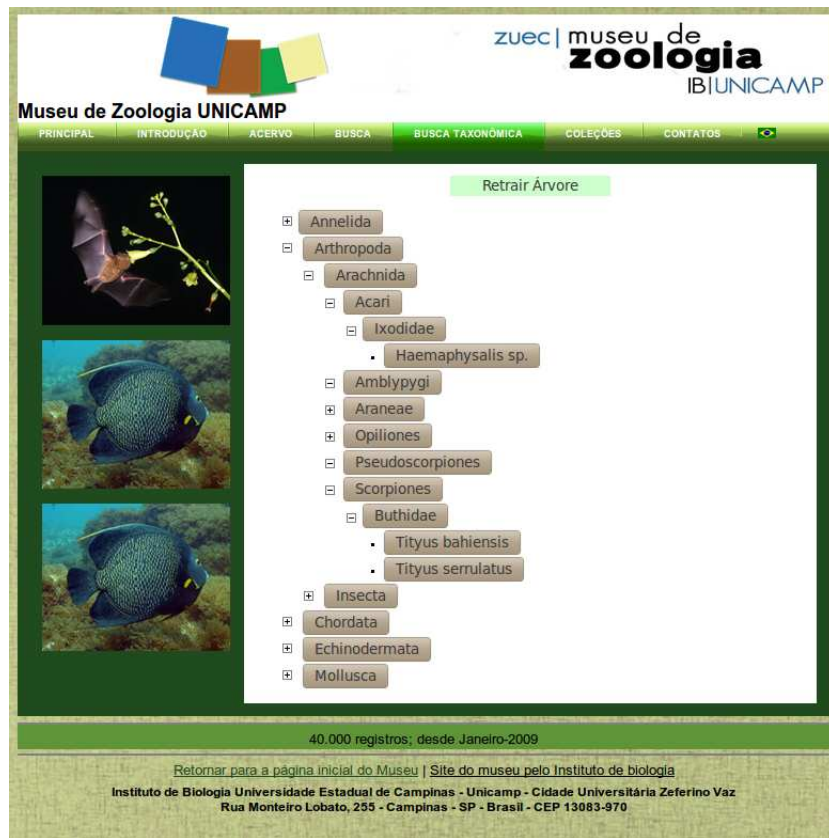 zuec| museu de
zoologia
IB|UNICAMP
Museu de Zoologia UNICAMP
PRINCIPAL INTRODUÇÃO ACERVO BUSCA BUSCA TAXONÔMICA COLEÇÕES CONTATOS
Retrair Árvore
Annelida
Arthropoda
Arachnida
Acari
Ixodidae
Haemaphysalis sp.
Amblypygi
Araneae
Opiliones
Pseudoscorpiones
Scorpiones
Buthidae
Tityus bahiensis
Tityus serrulatus
Insecta
Chordata
Echinodermata
Mollusca
40.000 registros; desde Janeiro-2009
Retornar para a página inicial do Museu | Site do museu pelo Instituto de biologia
Instituto de Biologia Universidade Estadual de Campinas - Unicamp - Cidade Universitária Zeferino Vaz
Rua Monteiro Lobato, 255 - Campinas - SP - Brasil - CEP 13083-970